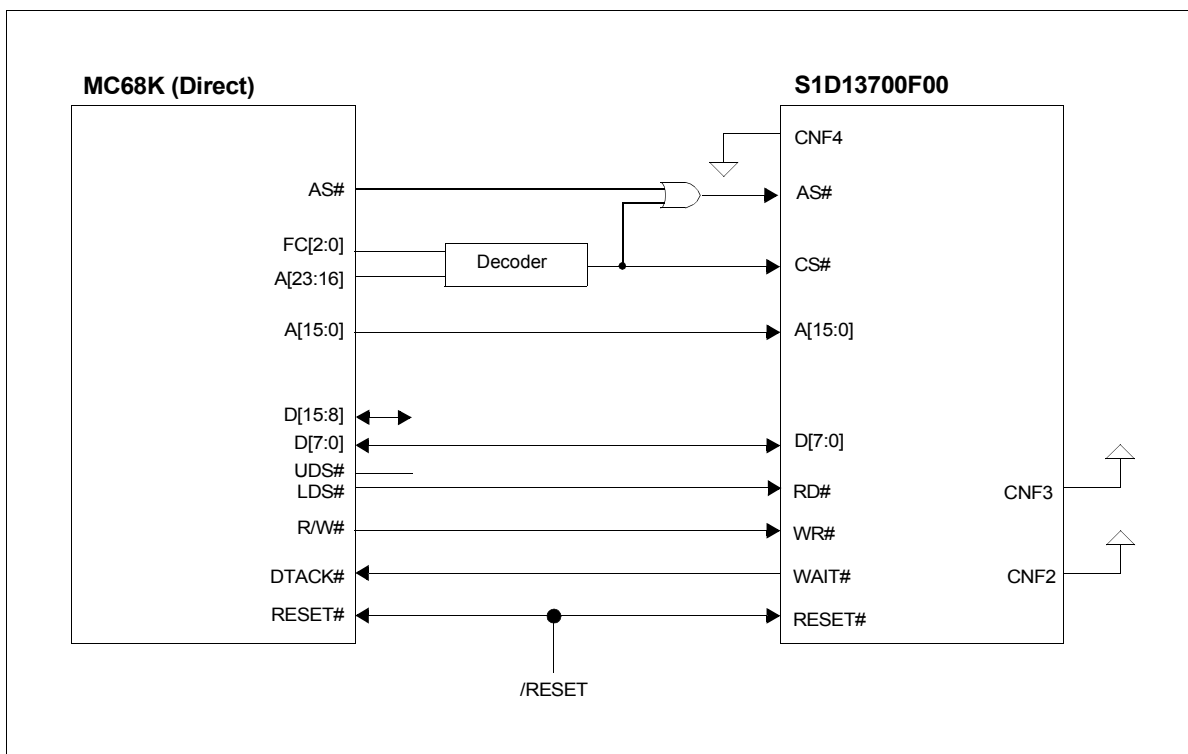 MC68K (Direct)
S1D13700F00
CNF4
AS#
AS#
FC[2:0]
Decoder
CS#
A[23:16]
A[15:0]
A[15:0]
D[15:8]
D[7:0]
D[7:0]
UDS#
LDS#
RD#
CNF3
R/W#
WR#
DTACK#
WAIT#
CNF2
RESET#
RESET#
/RESET